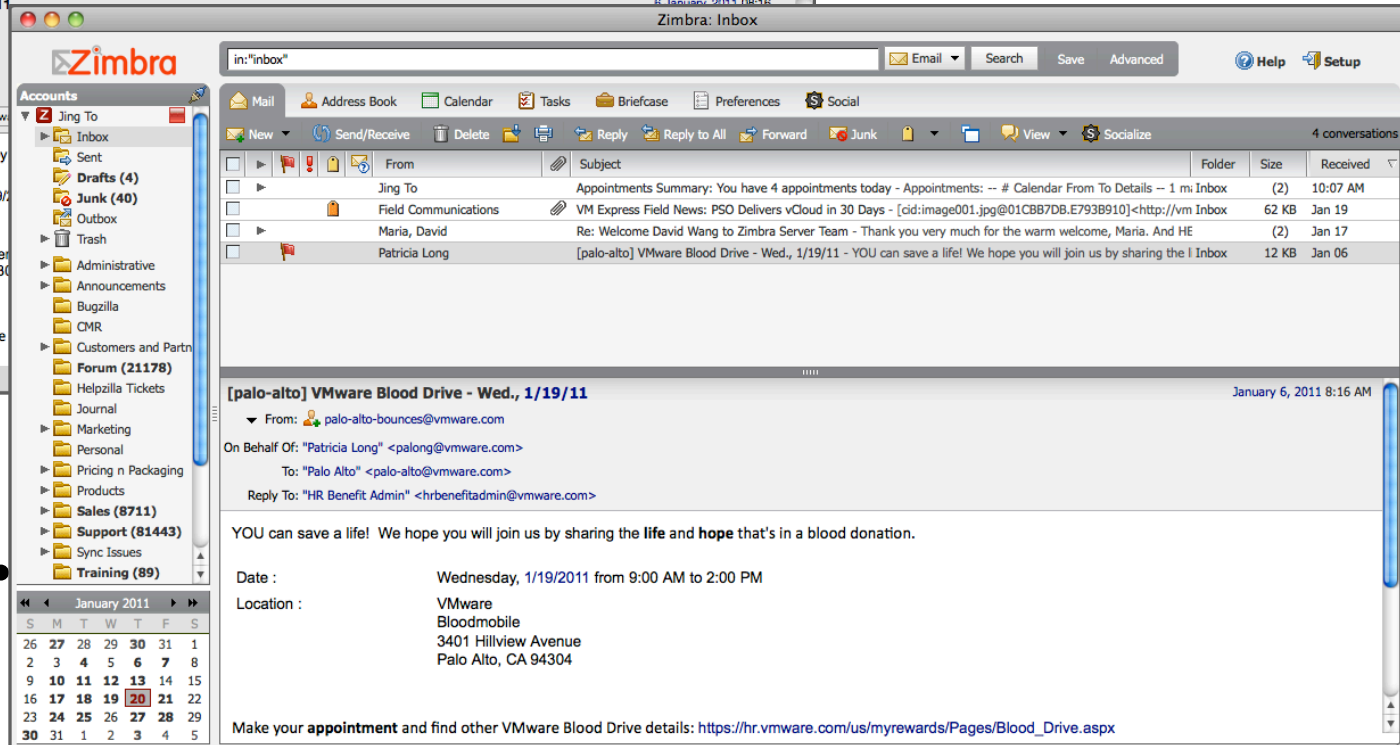 6 January, 2011 08:16
Zimbra: Inbox
Zimbra
in:"inbox"
Email
Search
Save
Advanced
Help
Setup
Accounts
Jing To
Inbox
Sent
Drafts (4)
Junk (40)
Outbox
Trash
Administrative
Announcements
Bugzilla
CMR
Customers and Partn
Forum (21178)
Helpzilla Tickets
Journal
Marketing
Personal
Pricing n Packaging
Products
Sales (8711)
Support (81443)
Sync Issues
Training (89)
January 2011
S M T W T F S
26 27 28 29 30 31 1
2 3 4 5 6 7 8
9 10 11 12 13 14 15
16 17 18 19 20 21 22
23 24 25 26 27 28 29
30 31 1 2 3 4 5
Mail
Address Book
Calendar
Tasks
Briefcase
Preferences
Social
New
Send/Receive
Delete
Reply
Reply to All
Forward
Junk
View
Socialize
4 conversations
From Subject Folder Size Received
Jing To Appointments Summary: You have 4 appointments today - Appointments: -- # Calendar From To Details -- 1 ma Inbox (2) 10:07 AM
Field Communications VM Express Field News: PSO Delivers vCloud in 30 Days - [cid:image001.jpg@01CBB7DB.E793B910]<http://vm Inbox 62 KB Jan 19
Maria, David Re: Welcome David Wang to Zimbra Server Team - Thank you very much for the warm welcome, Maria. And HE Inbox (2) Jan 17
Patricia Long [palo-alto] VMware Blood Drive - Wed., 1/19/11 - YOU can save a life! We hope you will join us by sharing the l Inbox 12 KB Jan 06
[palo-alto] VMware Blood Drive - Wed., 1/19/11
January 6, 2011 8:16 AM
From: palo-alto-bounces@vmware.com
On Behalf Of: "Patricia Long" <palong@vmware.com>
To: "Palo Alto" <palo-alto@vmware.com>
Reply To: "HR Benefit Admin" <hrbenefitadmin@vmware.com>
YOU can save a life! We hope you will join us by sharing the life and hope that's in a blood donation.
Date : Wednesday, 1/19/2011 from 9:00 AM to 2:00 PM
Location : VMware
Bloodmobile
3401 Hillview Avenue
Palo Alto, CA 94304
Make your appointment and find other VMware Blood Drive details: https://hr.vmware.com/us/myrewards/Pages/Blood_Drive.aspx